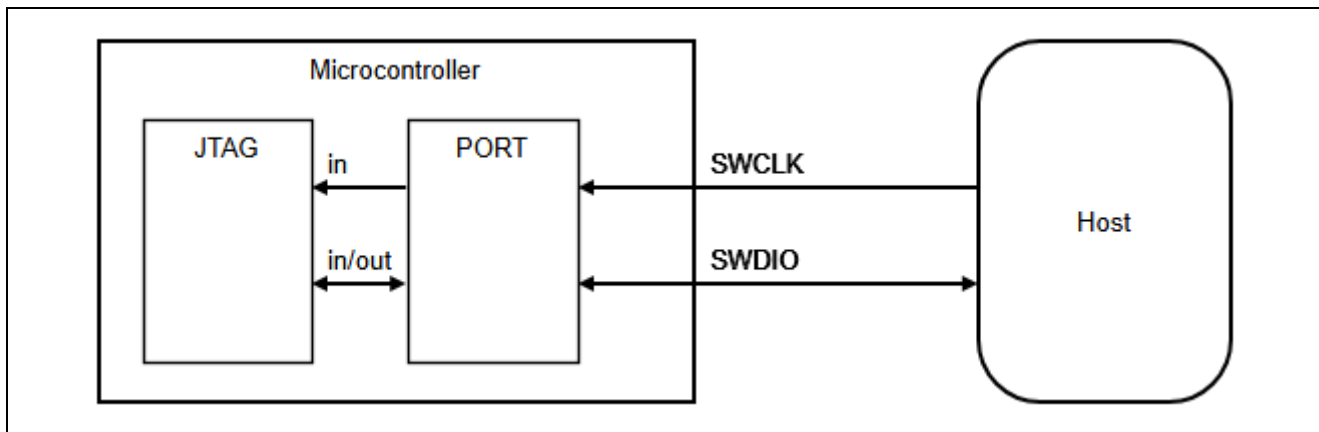 Microcontroller
JTAG
in
PORT
SWCLK
Host
in/out
SWDIO